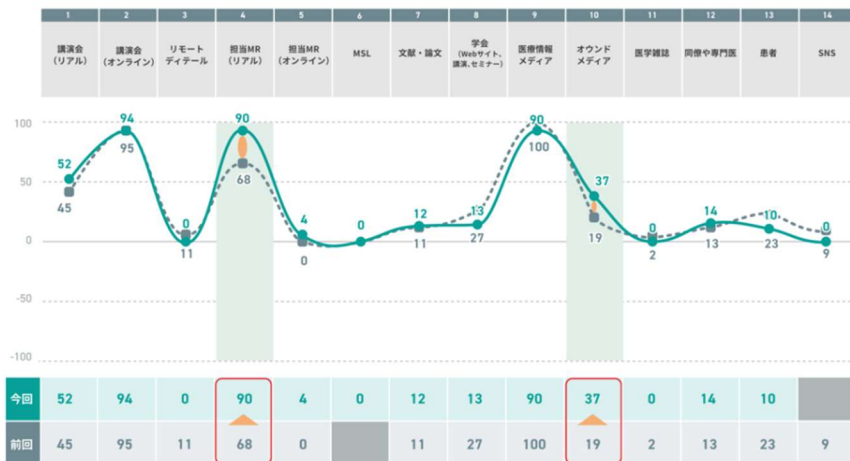 1 2 3 4 5 6 7 8 9 10 11 12 13 14
講演会
(リアル)
講演会
(オンライン)
リモート
ディテール
担当MR
(リアル)
担当MR
(オンライン)
MSL
文献・論文
学会
(Webサイト、
講演、セミナー)
医療情報
メディア
オウンド
メディア
医学雑誌
同僚や専門医
患者
SNS
100
50
0
-50
-100
52 94 0 90 4 0 12 13 90 37 0 14 10 0
45 95 11 68 0 11 27 100 19 2 13 23 9
今回 52 94 0 90 4 0 12 13 90 37 0 14 10
前回 45 95 11 68 0 11 27 100 19 2 13 23 9